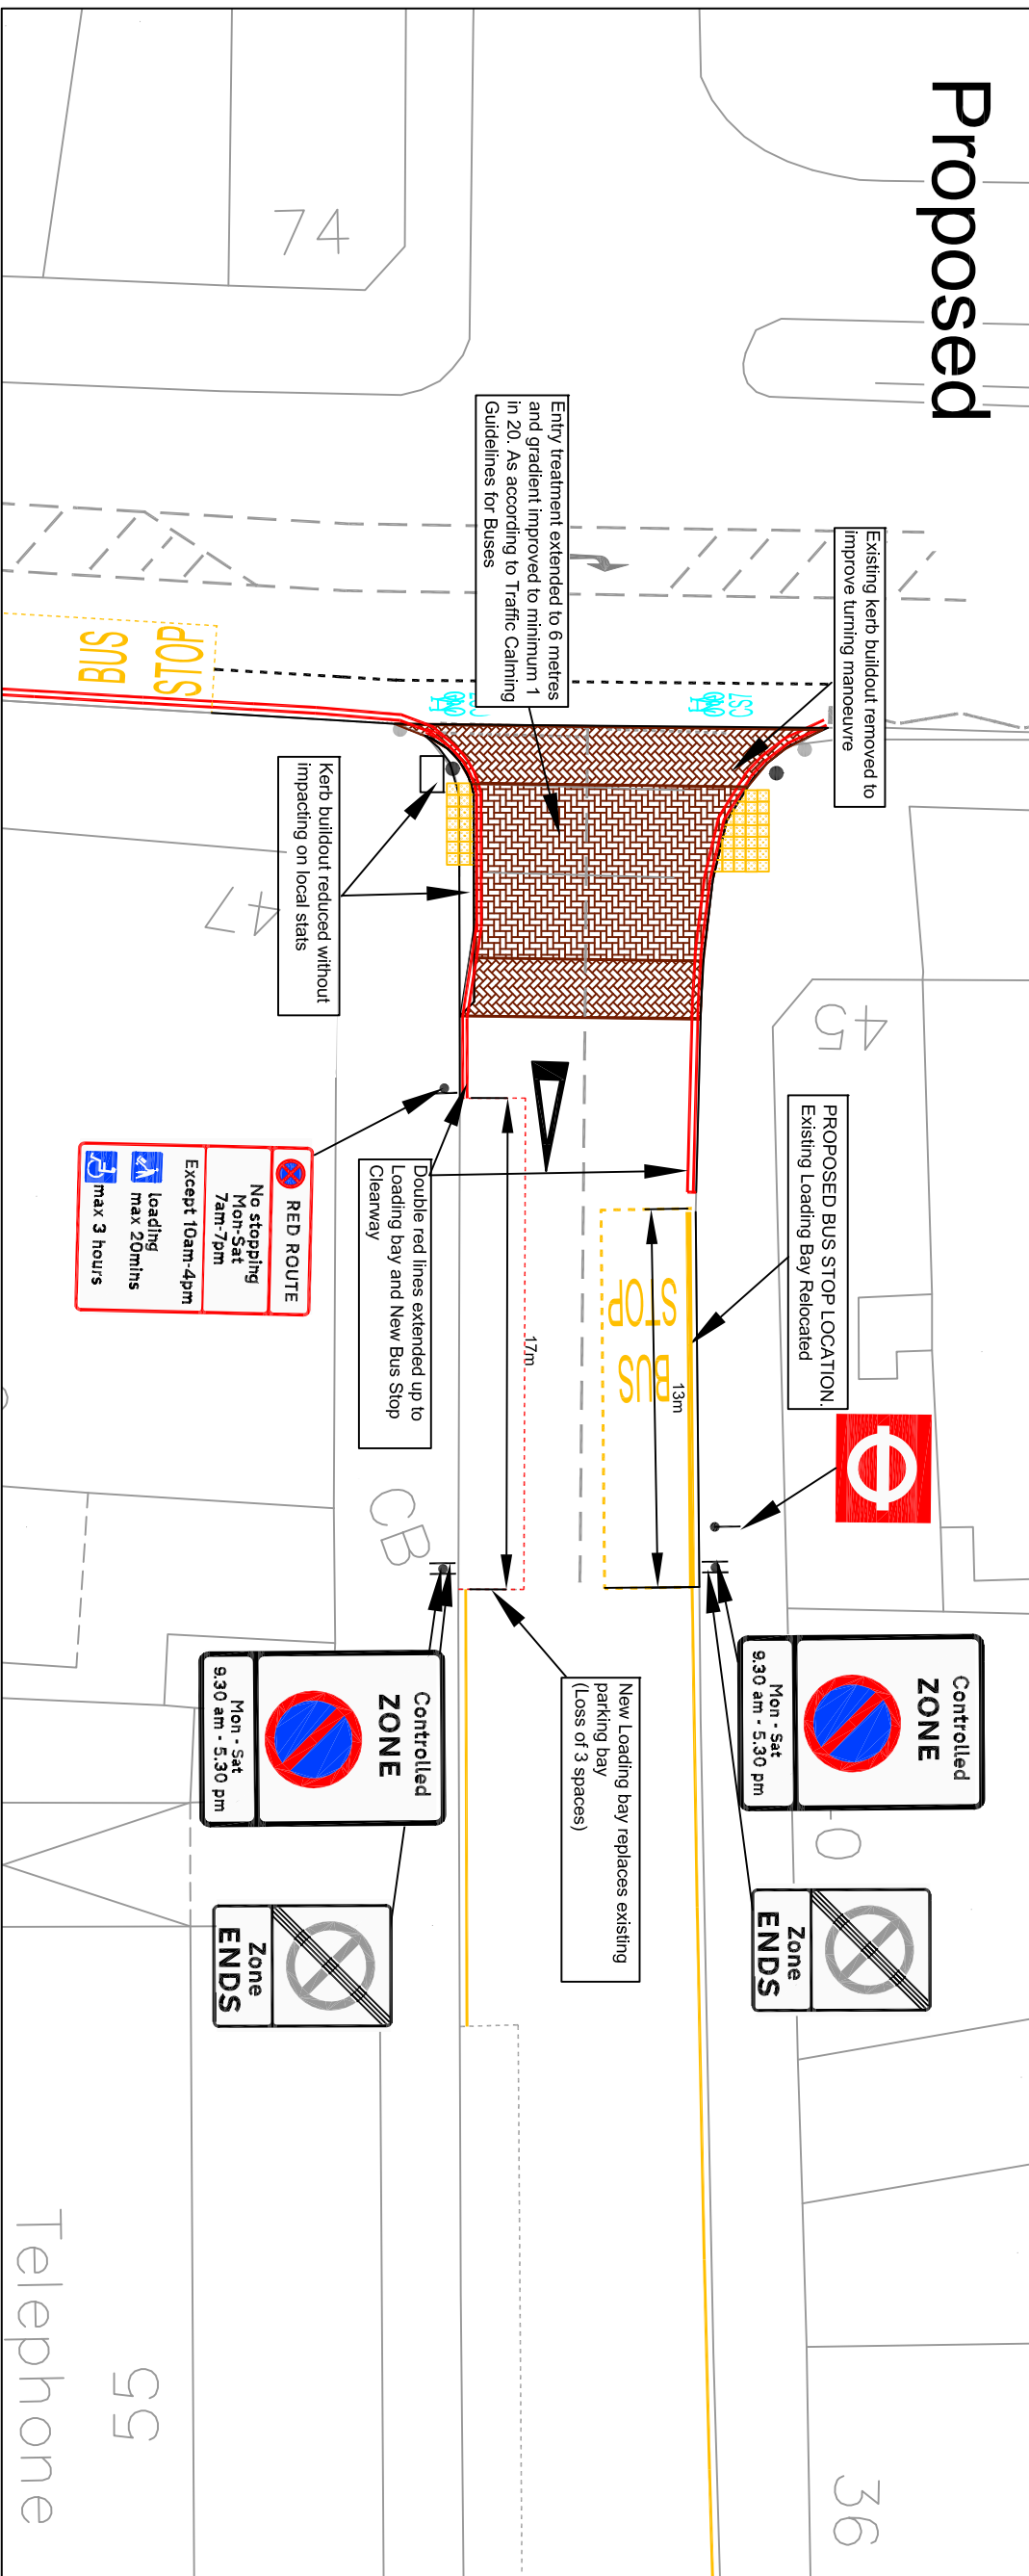 Proposed
Existing kerb buildout removed to
improve turning manoeuvre
PROPOSED BUS STOP LOCATION.
Existing Loading Bay Relocated
Controlled
ZONE
Mon - Sat
9.30 am - 5.30 pm
Zone
ENDS
45
0
36
Entry treatment extended to 6 metres
and gradient improved to minimum 1
in 20. As according to Traffic Calming
Guidelines for Buses
BUS
STOP
13m
17m
New Loading bay replaces existing
parking bay
(Loss of 3 spaces)
74
Kerb buildout reduced without
impacting on local stats
Double red lines extended up to
Loading bay and New Bus Stop
Clearway
CB
Controlled
ZONE
Mon - Sat
9.30 am - 5.30 pm
Zone
ENDS
47
RED ROUTE
No stopping
Mon-Sat
7am-7pm
Except 10am-4pm
loading
max 20mins
max 3 hours
BUS
STOP
55
Telephone